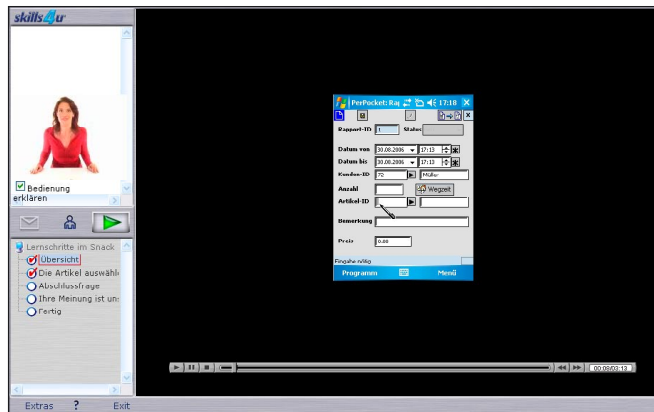 skills4u
Bedienung
erklären
Lernschritte im Snack
Übersicht
Die Artikel auswähle
Abschlussfrage
Ihre Meinung ist un
Fertig
Extras ? Exit
PerPocket: Rap 17:18
Rapport-ID 1 Status
Datum von 30.08.2006 17:13
Datum bis 30.08.2006 17:13
Kunden-ID 72 Müller
Anzahl Wegzeit
Artikel-ID
Bemerkung
Preis 0.00
Eingabe nötig
Programm Menü
00:08/03:13